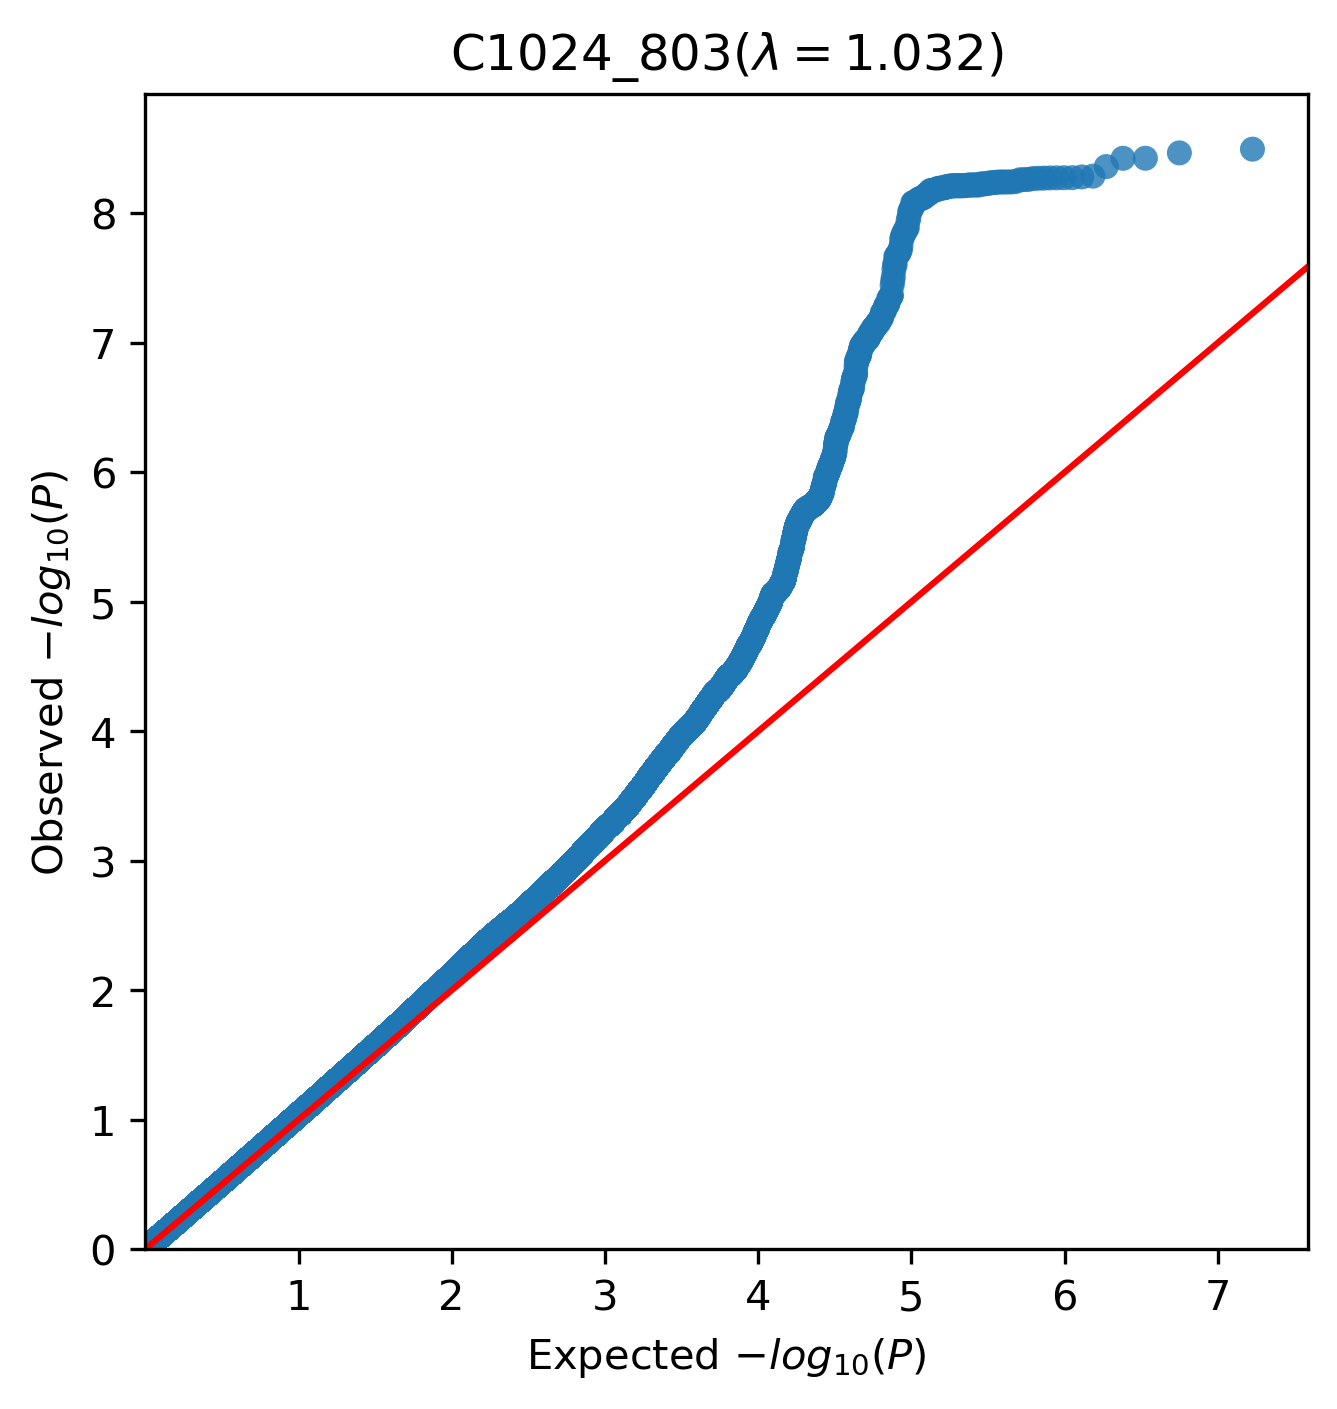 C1024_803(λ = 1.032)
Observed −log₁₀(P)
8
7
6
5
4
3
2
1
0
1 2 3 4 5 6 7
Expected −log₁₀(P)